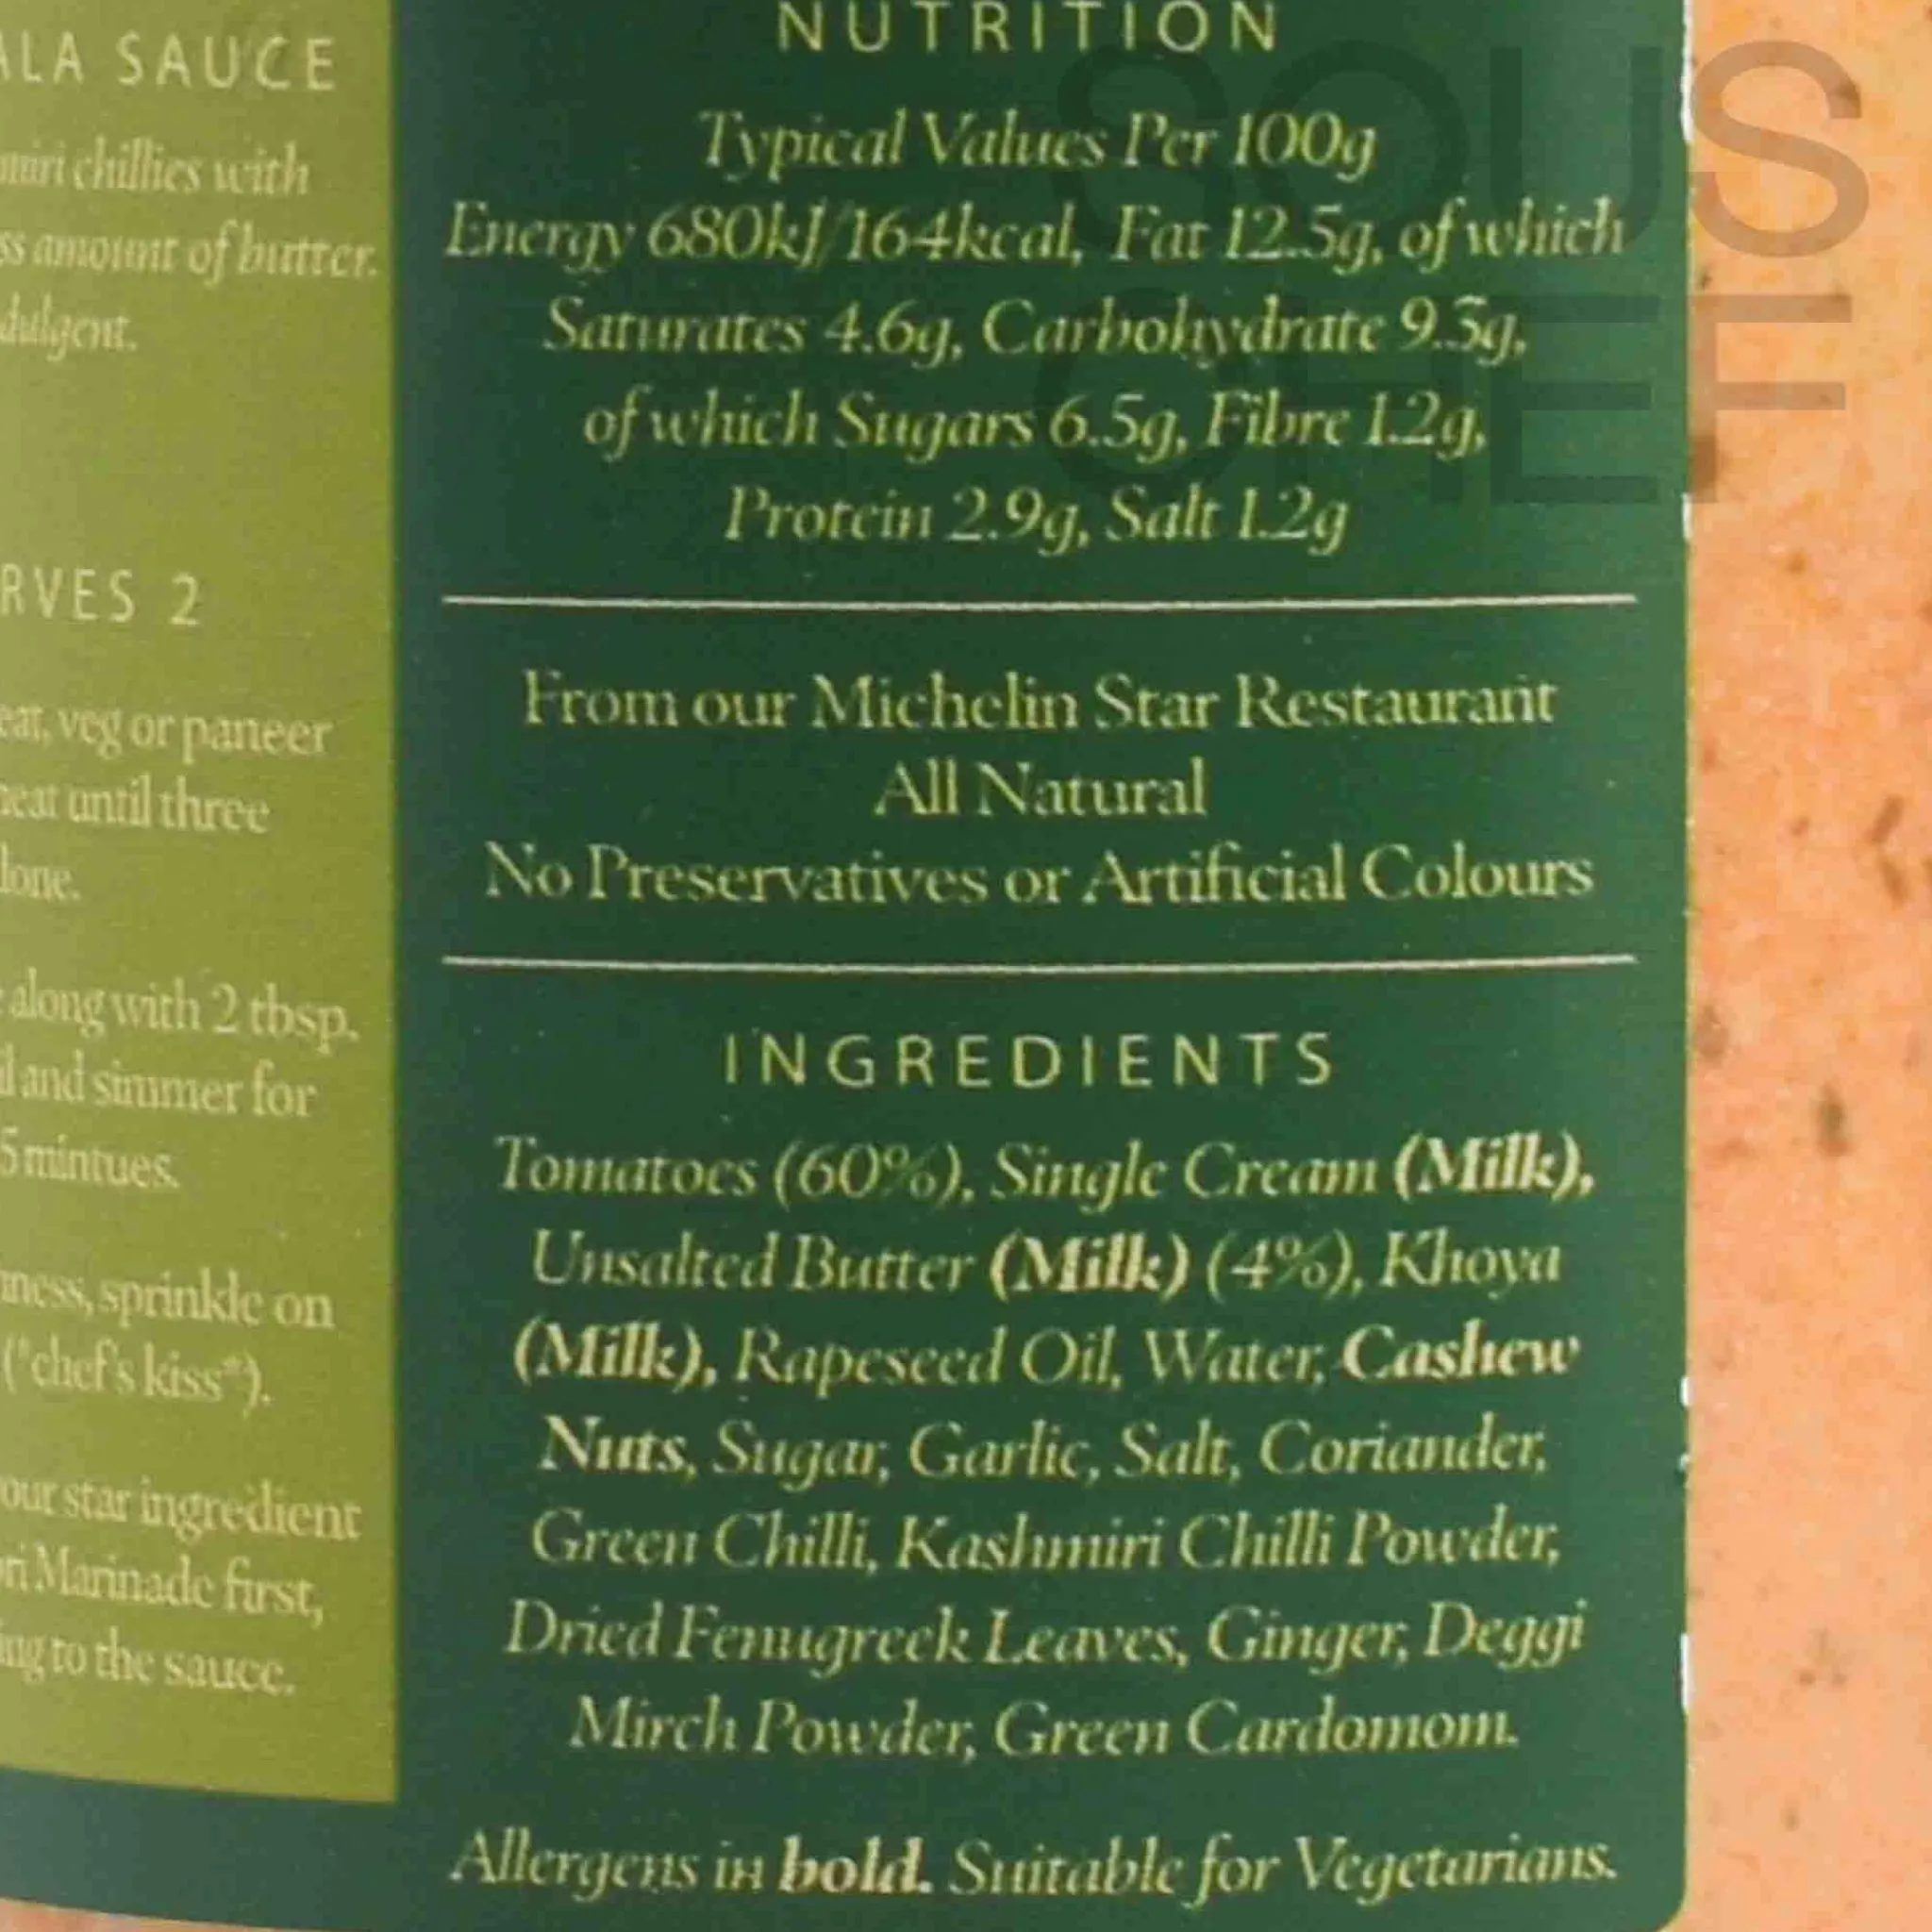 ALA SAUCE
miri chillies with
ss amount of butter.
dulgent.
RVES 2
eat, veg or paneer
heat until three
done.
along with 2 tbsp.
il and simmer for
5 mintues.
ness, sprinkle on
(*chef's kiss*).
our star ingredient
ori Marinade first,
ing to the sauce.
NUTRITION
Typical Values Per 100g
Energy 680kJ/164kcal, Fat 12.5g, of which
Saturates 4.6g, Carbohydrate 9.3g,
of which Sugars 6.5g, Fibre 1.2g,
Protein 2.9g, Salt 1.2g
From our Michelin Star Restaurant
All Natural
No Preservatives or Artificial Colours
INGREDIENTS
Tomatoes (60%), Single Cream (Milk),
Unsalted Butter (Milk) (4%), Khoya
(Milk), Rapeseed Oil, Water, Cashew
Nuts, Sugar, Garlic, Salt, Coriander,
Green Chilli, Kashmiri Chilli Powder,
Dried Fenugreek Leaves, Ginger, Deggi
Mirch Powder, Green Cardomom.
Allergens in bold. Suitable for Vegetarians.
SOUS
CHEF